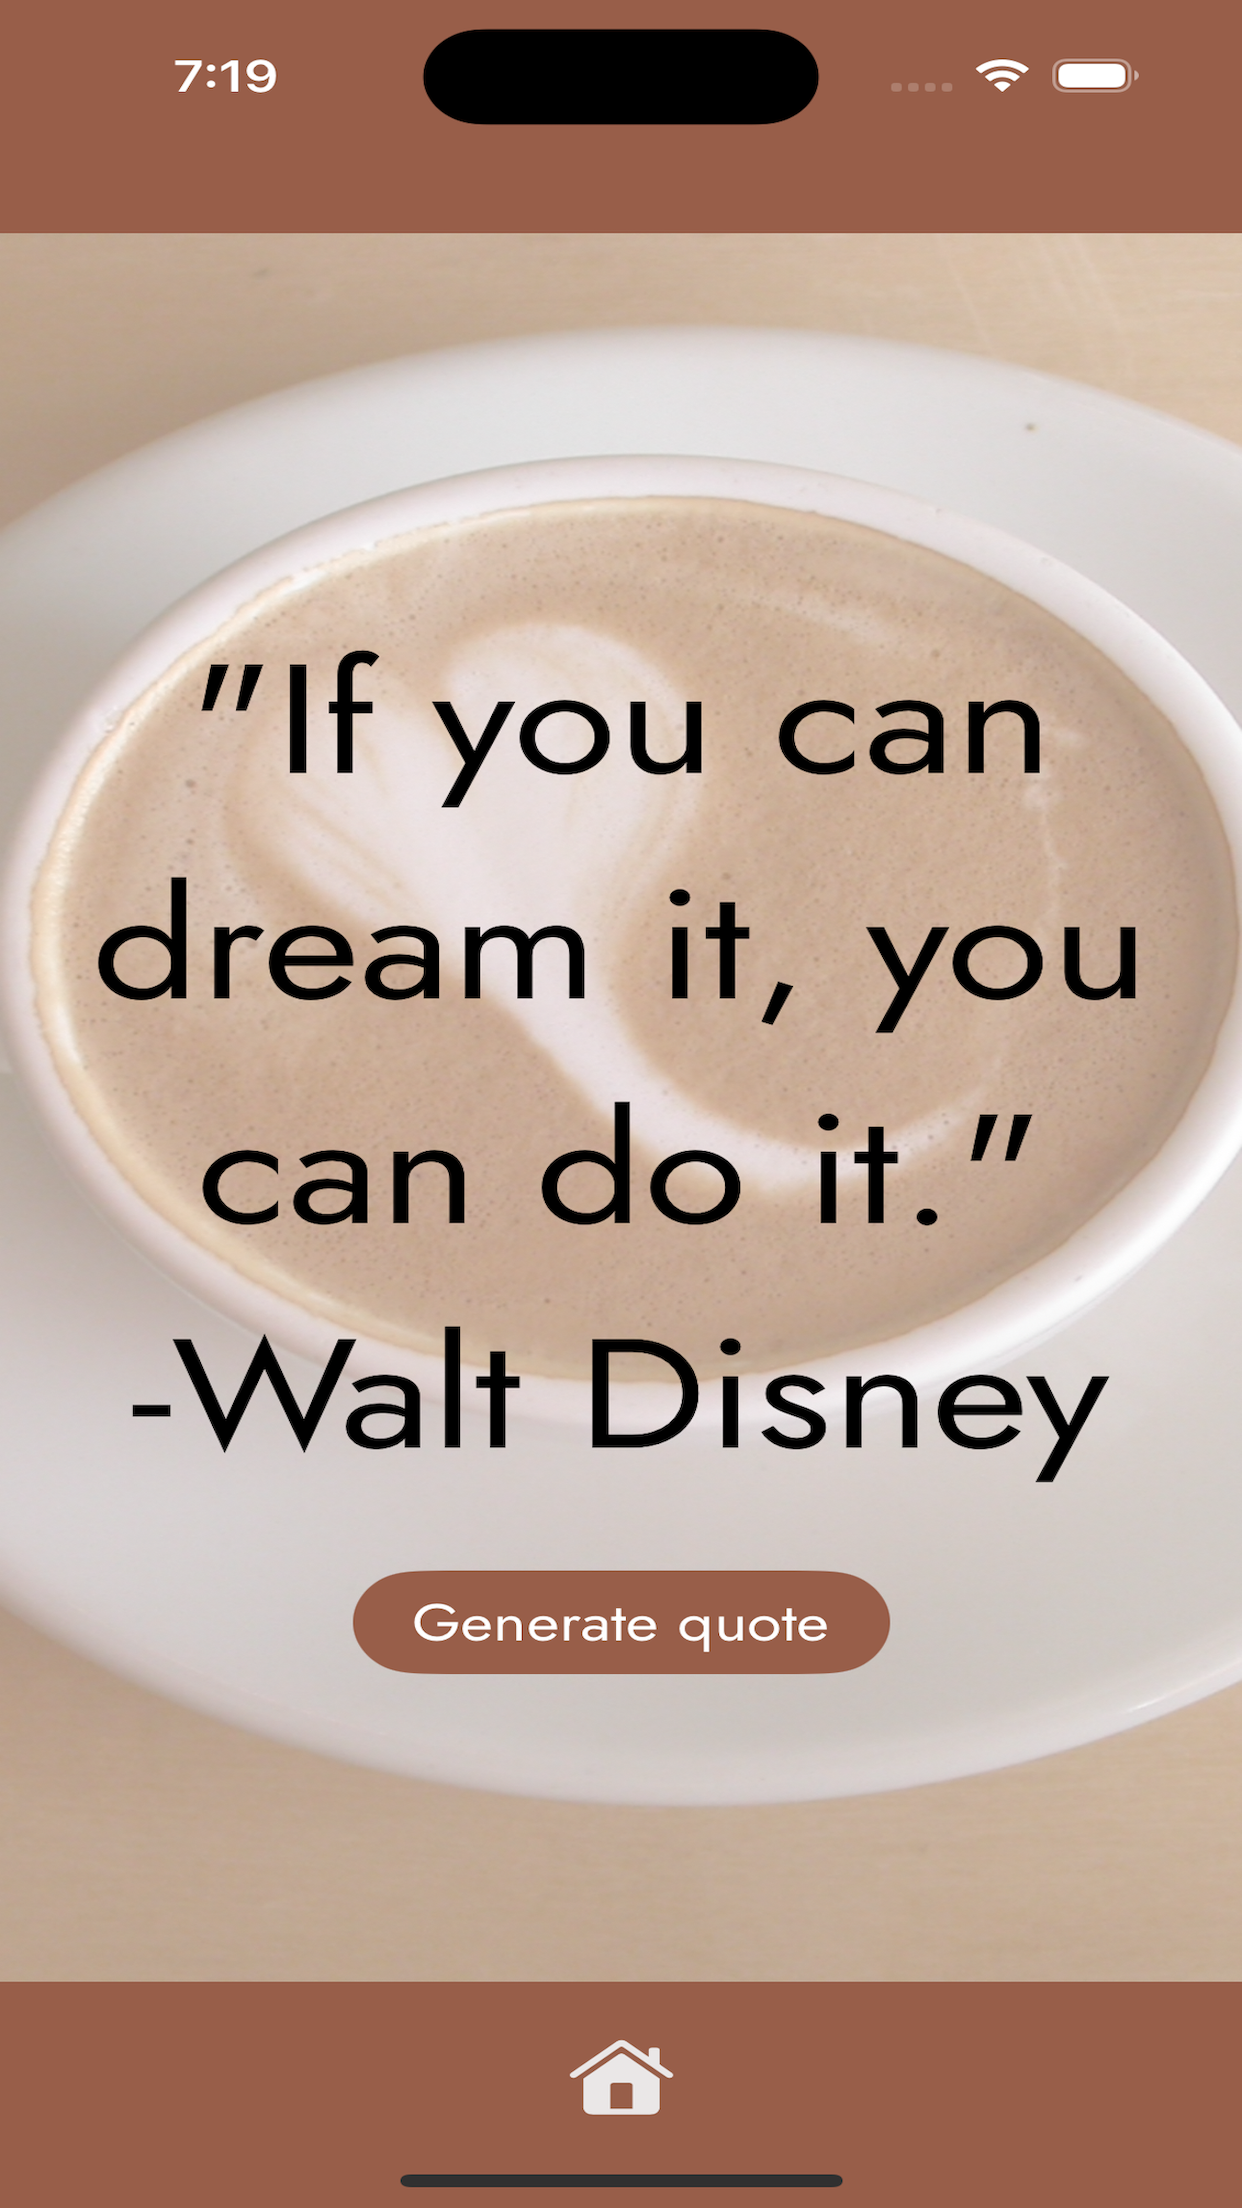 7:19
"If you can
dream it, you
can do it."
-Walt Disney
Generate quote